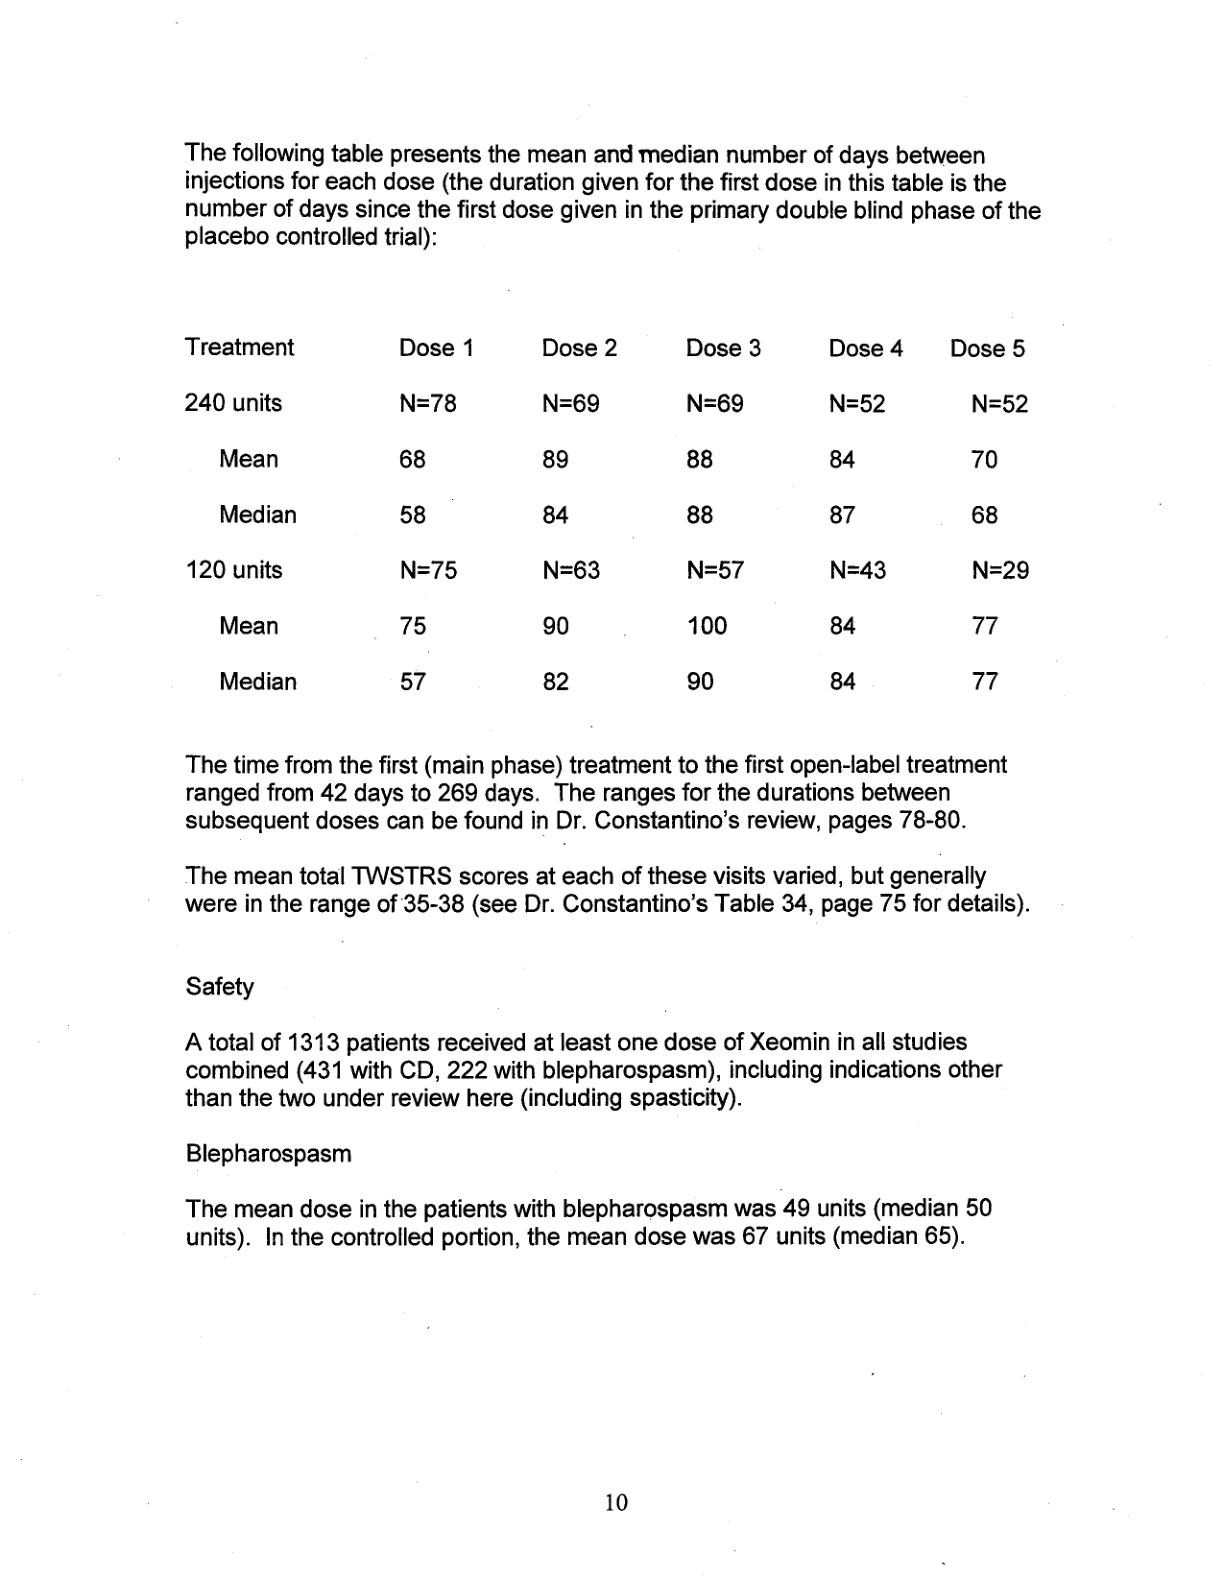 The following table presents the mean and median number of days between
injections for each dose (the duration given for the first dose in this table is the
number of days since the first dose given in the primary double blind phase of the
placebo controlled trial):
Treatment Dose 1 Dose 2 Dose 3 Dose 4 Dose 5
240 units N=78 N=69 N=69 N=52 N=52
Mean 68 89 88 84 70
Median 58 84 88 87 68
120 units N=75 N=63 N=57 N=43 N=29
Mean 75 90 100 84 77
Median 57 82 90 84 77
The time from the first (main phase) treatment to the first open-label treatment
ranged from 42 days to 269 days. The ranges for the durations between
subsequent doses can be found in Dr. Constantino's review, pages 78-80.
The mean total TWSTRS scores at each of these visits varied, but generally
were in the range of 35-38 (see Dr. Constantino's Table 34, page 75 for details).
Safety
A total of 1313 patients received at least one dose of Xeomin in all studies
combined (431 with CD, 222 with blepharospasm), including indications other
than the two under review here (including spasticity).
Blepharospasm
The mean dose in the patients with blepharospasm was 49 units (median 50
units). In the controlled portion, the mean dose was 67 units (median 65).
10